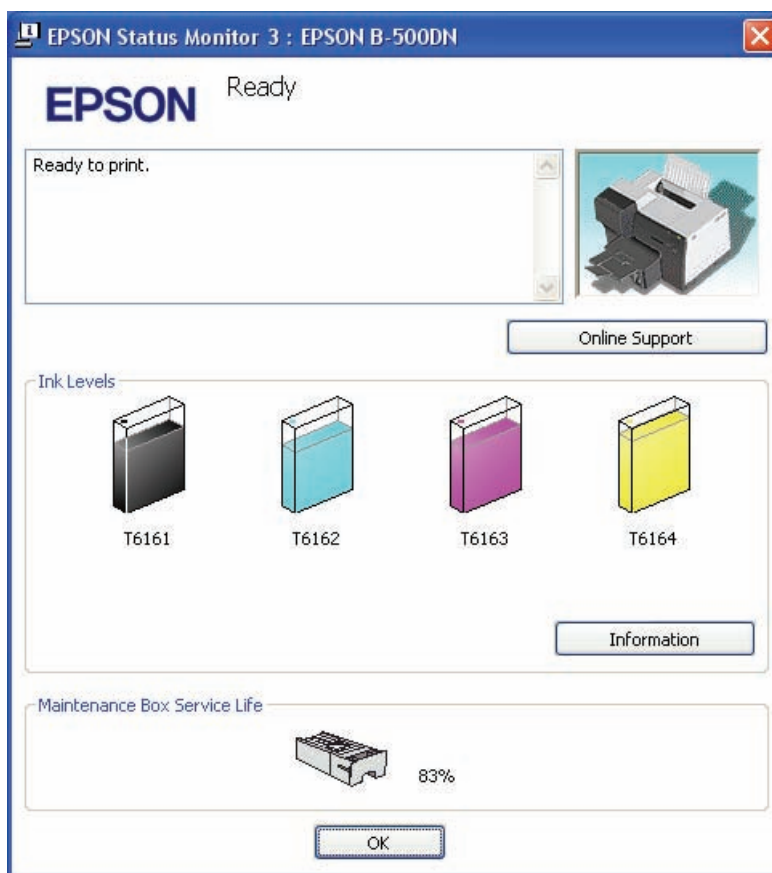 EPSON Status Monitor 3 : EPSON B-500DN
EPSON
Ready
Ready to print.
Online Support
Ink Levels
T6161
T6162
T6163
T6164
Information
Maintenance Box Service Life
83%
OK